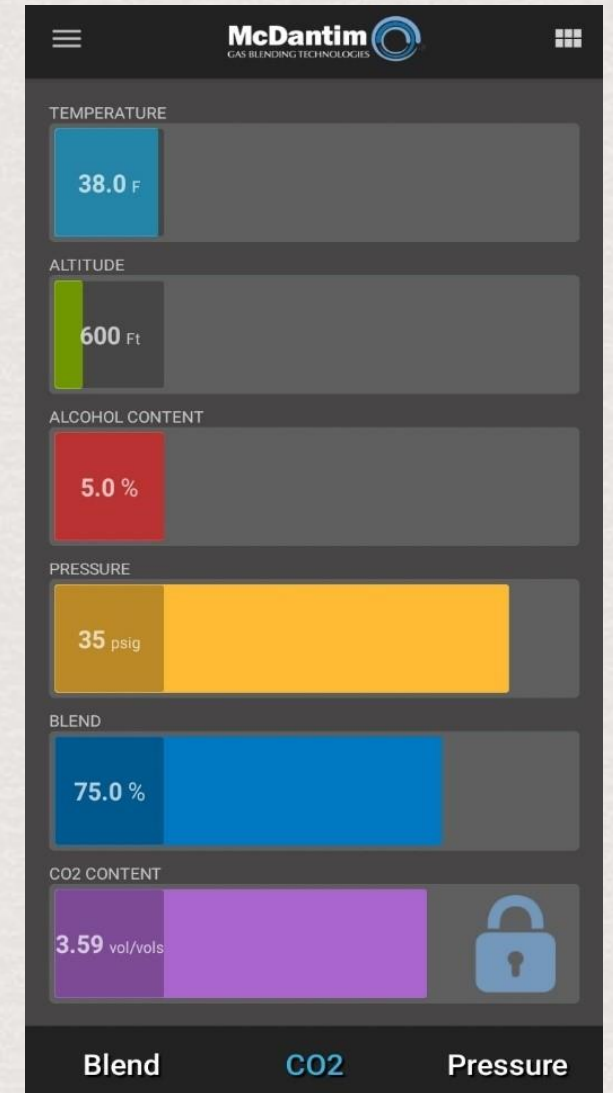 McDantim
GAS BLENDING TECHNOLOGIES
TEMPERATURE
38.0 F
ALTITUDE
600 Ft
ALCOHOL CONTENT
5.0 %
PRESSURE
35 psig
BLEND
75.0 %
CO2 CONTENT
3.59 vol/vols
Blend CO2 Pressure